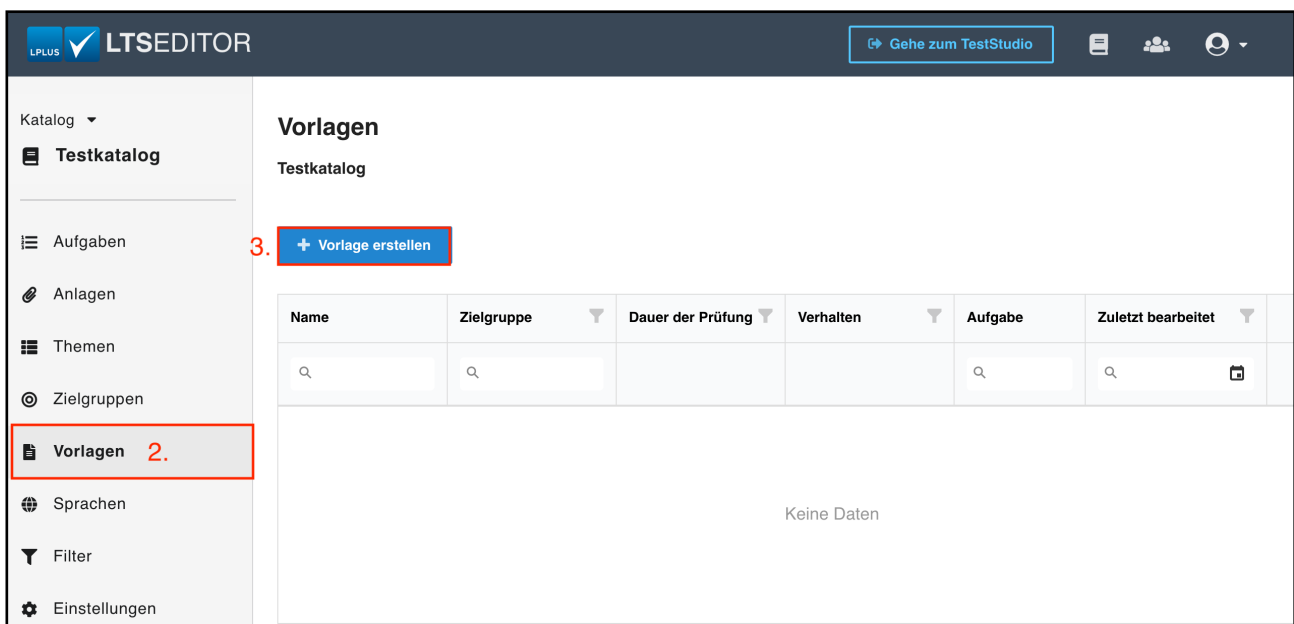 LPLUS LTSEDITOR
Gehe zum TestStudio
Katalog
Testkatalog
Aufgaben
Anlagen
Themen
Zielgruppen
Vorlagen 2.
Sprachen
Filter
Einstellungen
Vorlagen
Testkatalog
3. + Vorlage erstellen
Name Zielgruppe Dauer der Prüfung Verhalten Aufgabe Zuletzt bearbeitet
Keine Daten